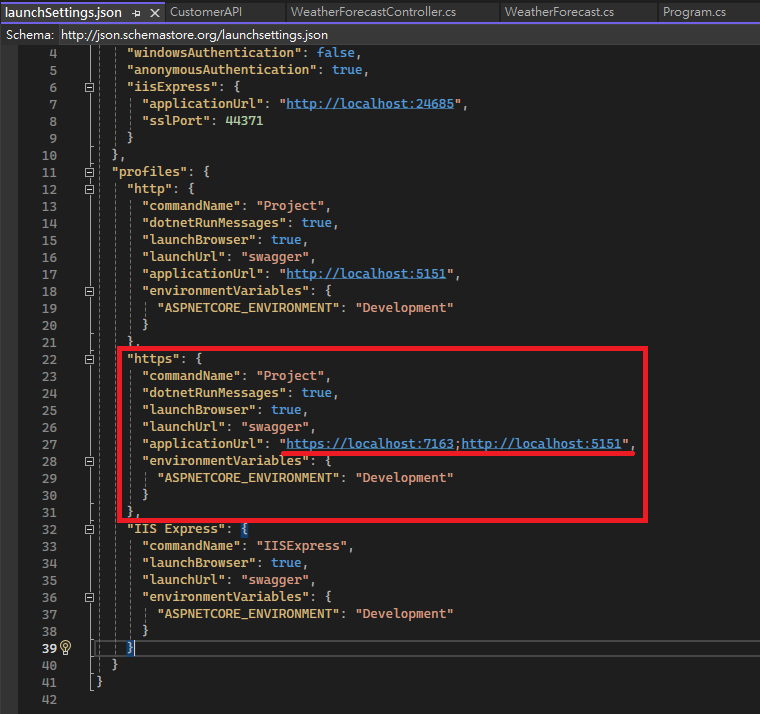 launchSettings.json CustomerAPI WeatherForecastController.cs WeatherForecast.cs Program.cs
Schema: http://json.schemastore.org/launchsettings.json
4 "windowsAuthentication": false,
5 "anonymousAuthentication": true,
6 "iisExpress": {
7 "applicationUrl": "http://localhost:24685",
8 "sslPort": 44371
9 }
10 },
11 "profiles": {
12 "http": {
13 "commandName": "Project",
14 "dotnetRunMessages": true,
15 "launchBrowser": true,
16 "launchUrl": "swagger",
17 "applicationUrl": "http://localhost:5151",
18 "environmentVariables": {
19 "ASPNETCORE_ENVIRONMENT": "Development"
20 }
21 },
22 "https": {
23 "commandName": "Project",
24 "dotnetRunMessages": true,
25 "launchBrowser": true,
26 "launchUrl": "swagger",
27 "applicationUrl": "https://localhost:7163;http://localhost:5151",
28 "environmentVariables": {
29 "ASPNETCORE_ENVIRONMENT": "Development"
30 }
31 },
32 "IIS Express": {
33 "commandName": "IISExpress",
34 "launchBrowser": true,
35 "launchUrl": "swagger",
36 "environmentVariables": {
37 "ASPNETCORE_ENVIRONMENT": "Development"
38 }
39 }
40 }
41 }
42